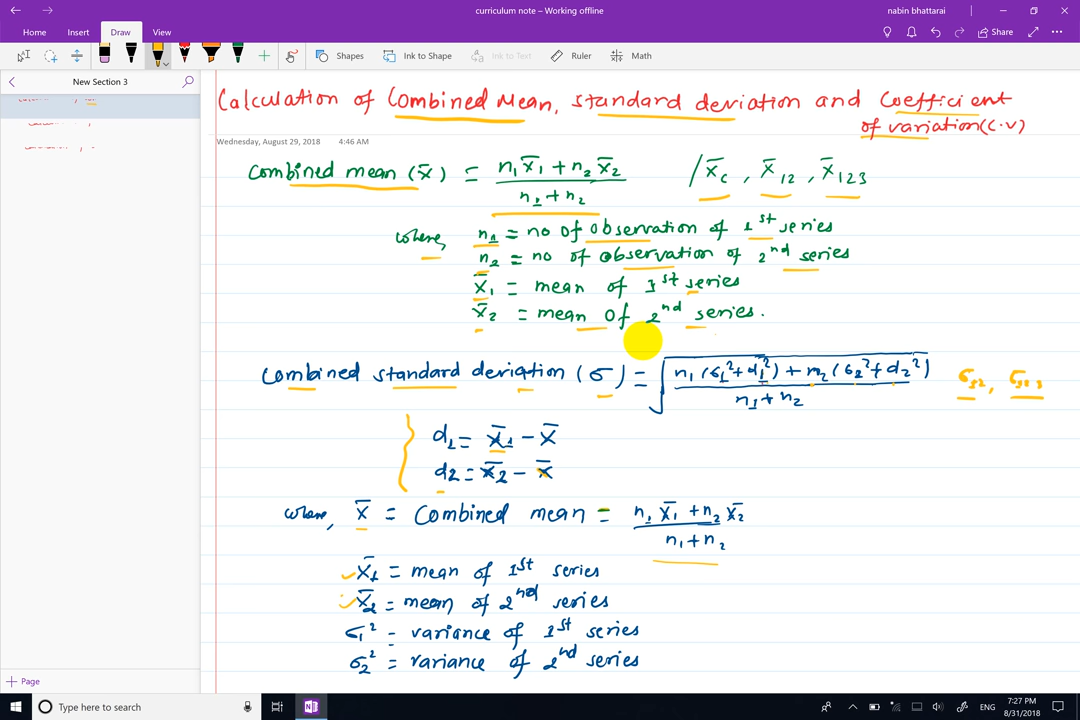 curriculum note – Working offline
nabin bhattarai
Home Insert Draw View
Share
Shapes Ink to Shape Ink to Text Ruler Math
New Section 3
Calculation of Combined Mean, standard deviation and Coefficient
of variation (C.V)
Wednesday, August 29, 2018 4:46 AM
Combined mean (x̄) = (n₁x̄₁ + n₂x̄₂) / (n₁ + n₂) / x̄c , x̄₁₂ , x̄₁₂₃
where, n₁ = no of observation of 1st series
n₂ = no of observation of 2nd series
x̄₁ = mean of 1st series
x̄₂ = mean of 2nd series.
Combined standard deviation (σ) = √[(n₁(σ₁² + d₁²) + n₂(σ₂² + d₂²)) / (n₁ + n₂)] σ₁₂, σ₁₂₃
d₁ = x̄₁ − x̄
d₂ = x̄₂ − x̄
where, x̄ = Combined mean = (n₁x̄₁ + n₂x̄₂) / (n₁ + n₂)
x̄₁ = mean of 1st series
x̄₂ = mean of 2nd series
σ₁² = variance of 1st series
σ₂² = variance of 2nd series
+ Page
Type here to search
ENG
7:27 PM
8/31/2018